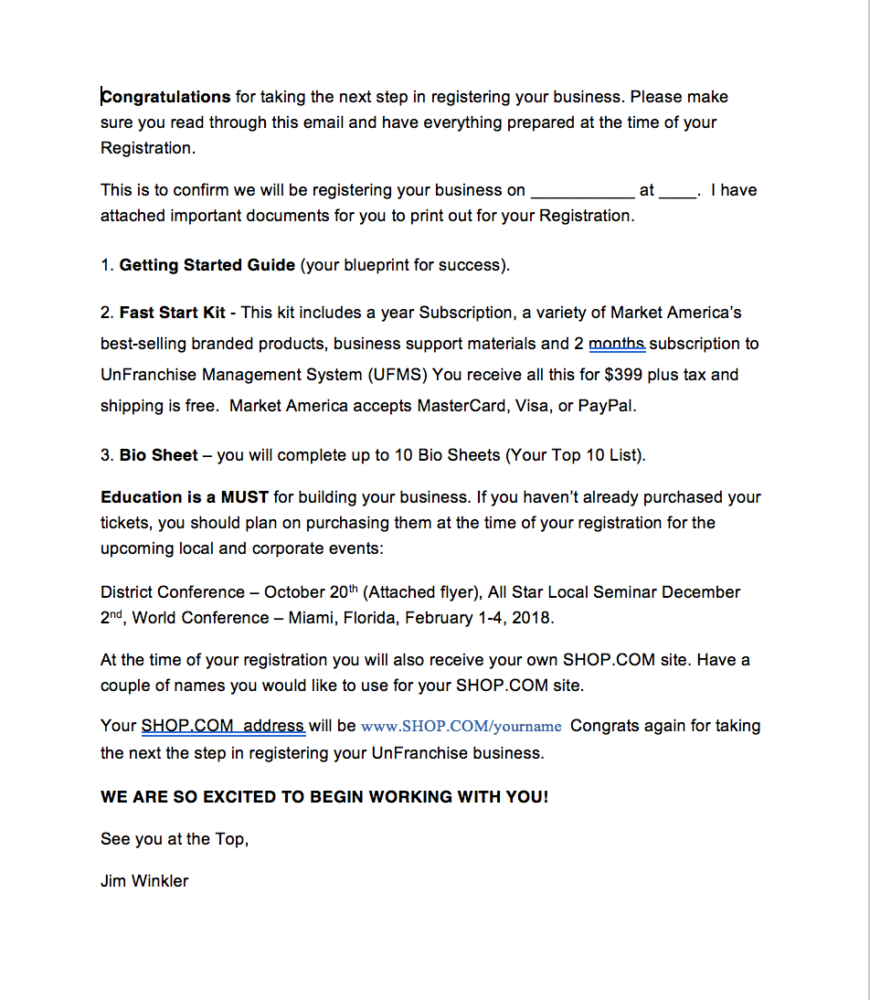 Congratulations for taking the next step in registering your business. Please make
sure you read through this email and have everything prepared at the time of your
Registration.
This is to confirm we will be registering your business on ___________ at ____.  I have
attached important documents for you to print out for your Registration.
1. Getting Started Guide (your blueprint for success).
2. Fast Start Kit - This kit includes a year Subscription, a variety of Market America’s
best-selling branded products, business support materials and 2 months subscription to
UnFranchise Management System (UFMS) You receive all this for $399 plus tax and
shipping is free.  Market America accepts MasterCard, Visa, or PayPal.
3. Bio Sheet – you will complete up to 10 Bio Sheets (Your Top 10 List).
Education is a MUST for building your business. If you haven’t already purchased your
tickets, you should plan on purchasing them at the time of your registration for the
upcoming local and corporate events:
District Conference – October 20th (Attached flyer), All Star Local Seminar December
2nd, World Conference – Miami, Florida, February 1-4, 2018.
At the time of your registration you will also receive your own SHOP.COM site. Have a
couple of names you would like to use for your SHOP.COM site.
Your SHOP.COM  address will be www.SHOP.COM/yourname  Congrats again for taking
the next the step in registering your UnFranchise business.
WE ARE SO EXCITED TO BEGIN WORKING WITH YOU!
See you at the Top,
Jim Winkler